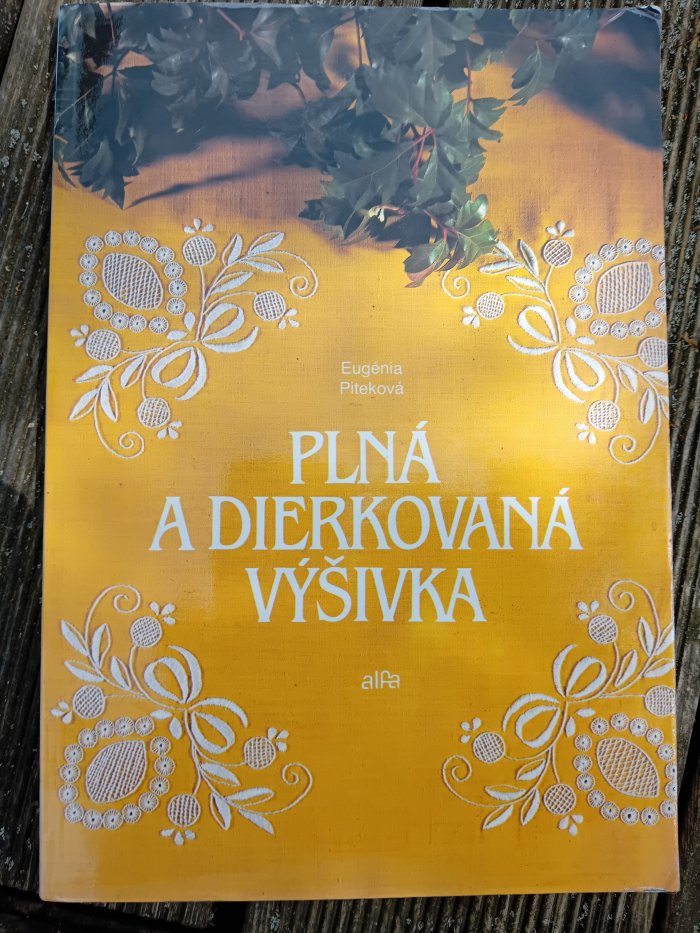 Eugénia
Piteková
PLNÁ
A DIERKOVANÁ
VÝŠIVKA
alfa